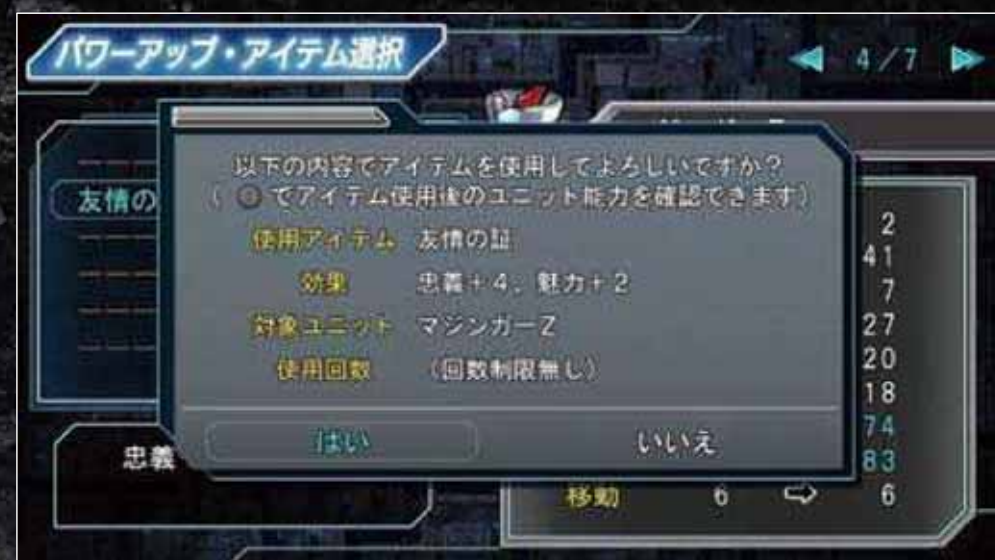 パワーアップ・アイテム選択
4/7
以下の内容でアイテムを使用してよろしいですか？
( でアイテム使用後のユニット能力を確認できます)
使用アイテム 友情の証
効果 忠義+4、魅力+2
対象ユニット マジンガーZ
使用回数 (回数制限無し)
はい いいえ
友情の
忠義
2
41
7
27
20
18
74
83
移動 6 ⇨ 6